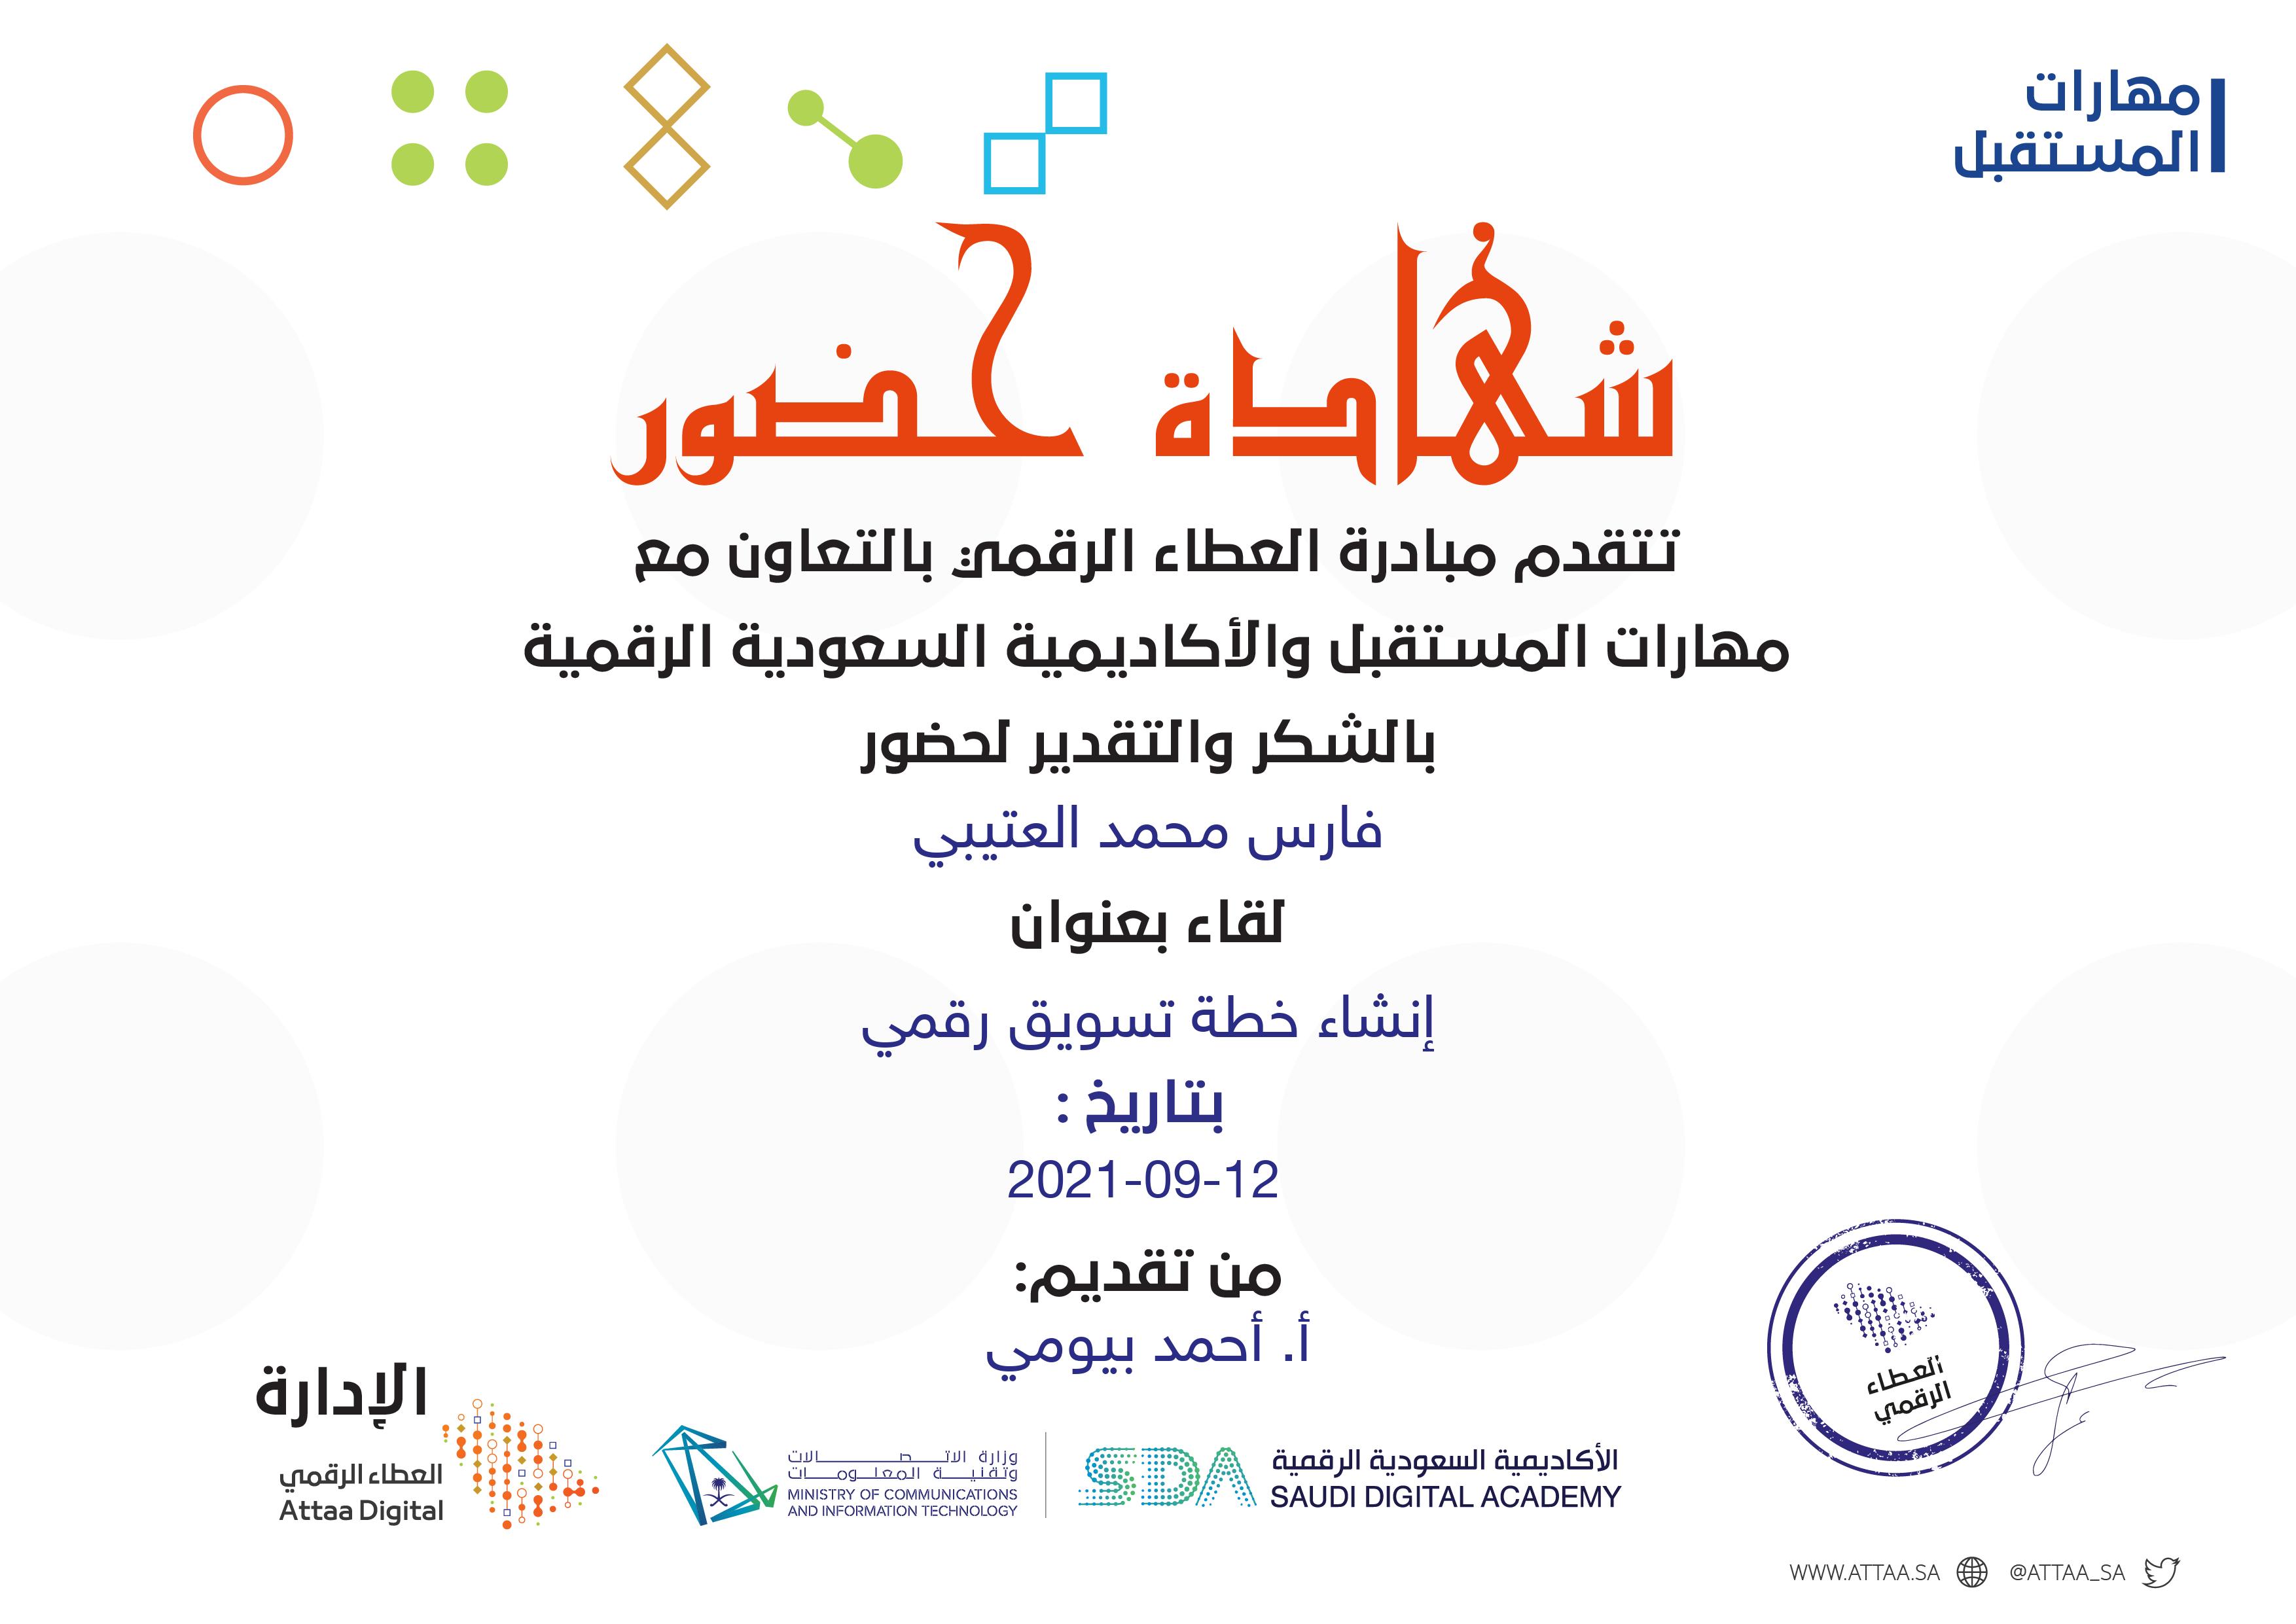 مهارات
المستقبل
شهادة حضور
تتقدم مبادرة العطاء الرقمي بالتعاون مع
مهارات المستقبل والأكاديمية السعودية الرقمية
بالشكر والتقدير لحضور
فارس محمد العتيبي
لقاء بعنوان
إنشاء خطة تسويق رقمي
بتاريخ :
2021-09-12
من تقديم:
أ. أحمد بيومي
العطاء
الرقمي
الإدارة
العطاء الرقمي
Attaa Digital
وزارة الاتصالات
وتقنية المعلومات
MINISTRY OF COMMUNICATIONS
AND INFORMATION TECHNOLOGY
SDA
الأكاديمية السعودية الرقمية
SAUDI DIGITAL ACADEMY
WWW.ATTAA.SA @ATTAA_SA